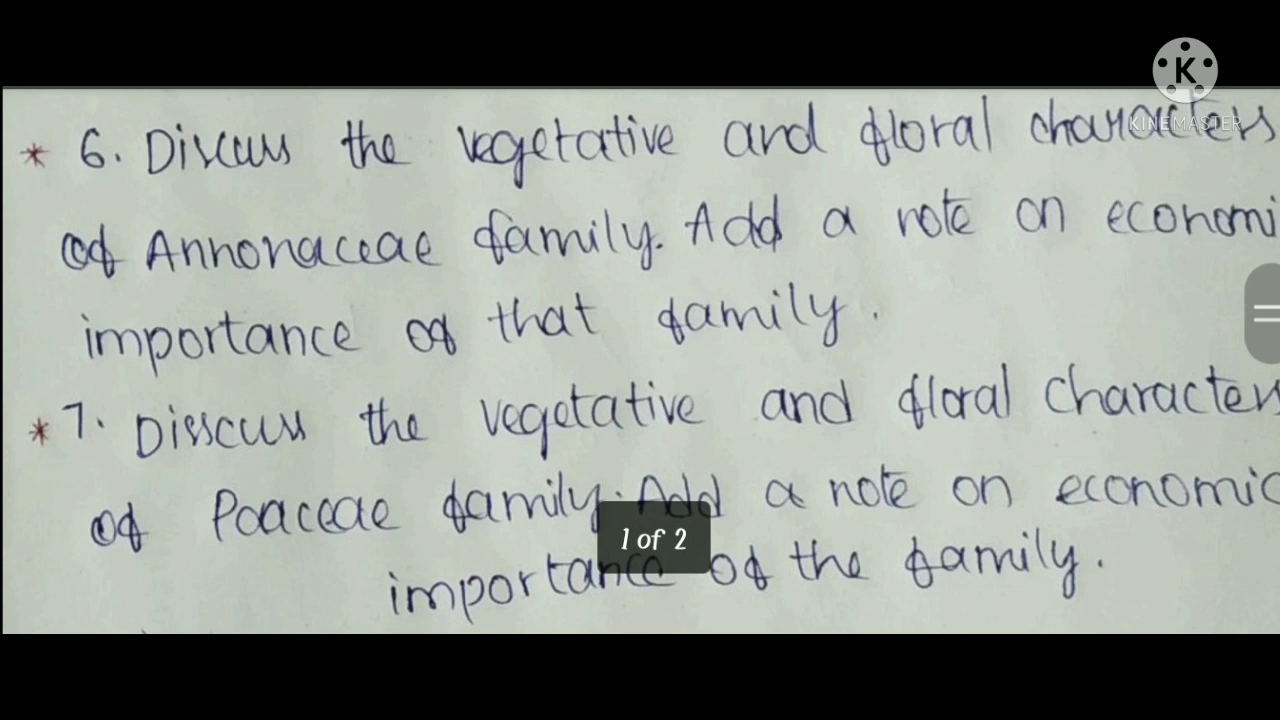 K
KINEMASTER
* 6. Discuss the vegetative and floral characters
of Annonaceae family. Add a note on economi
importance of that family.
* 7. Disscuss the vegetative and floral characters
of Poaceae family. Add a note on economic
1 of 2
importance of the family.